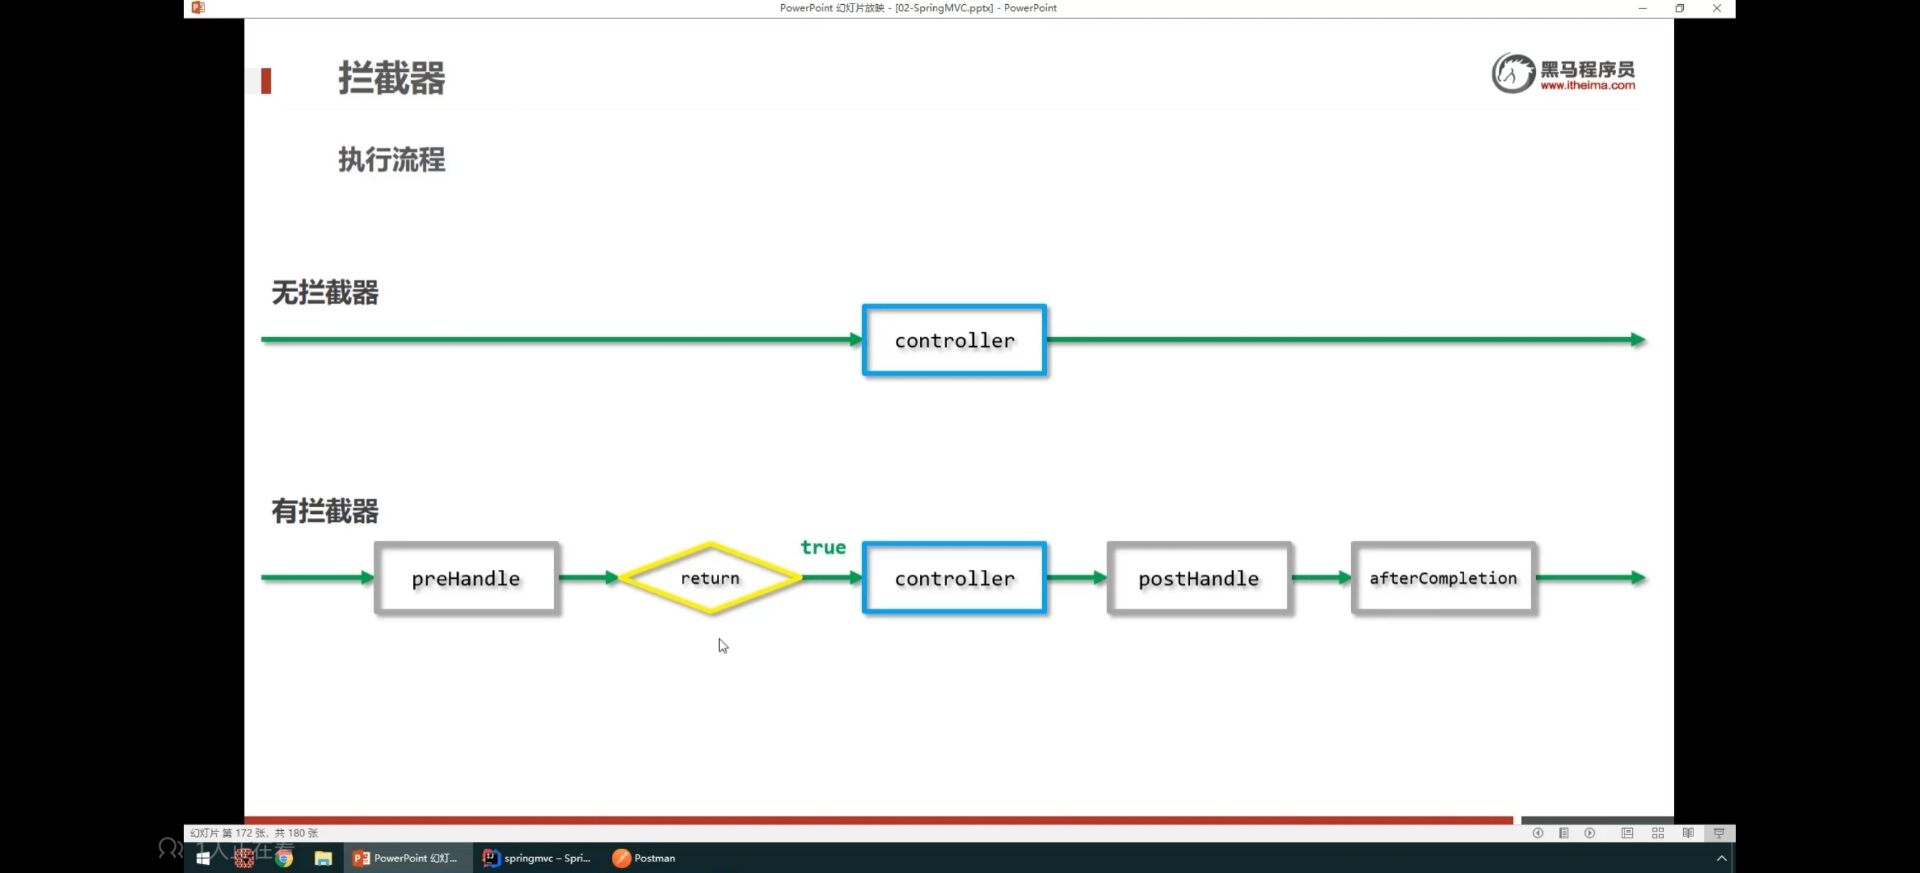 PowerPoint 幻灯片放映 - [02-SpringMVC.pptx] - PowerPoint
拦截器
黑马程序员
www.itheima.com
执行流程
无拦截器
controller
有拦截器
true
preHandle
return
controller
postHandle
afterCompletion
幻灯片 第 172 张，共 180 张
1人正在看
PowerPoint 幻灯...
springmvc – Spri...
Postman